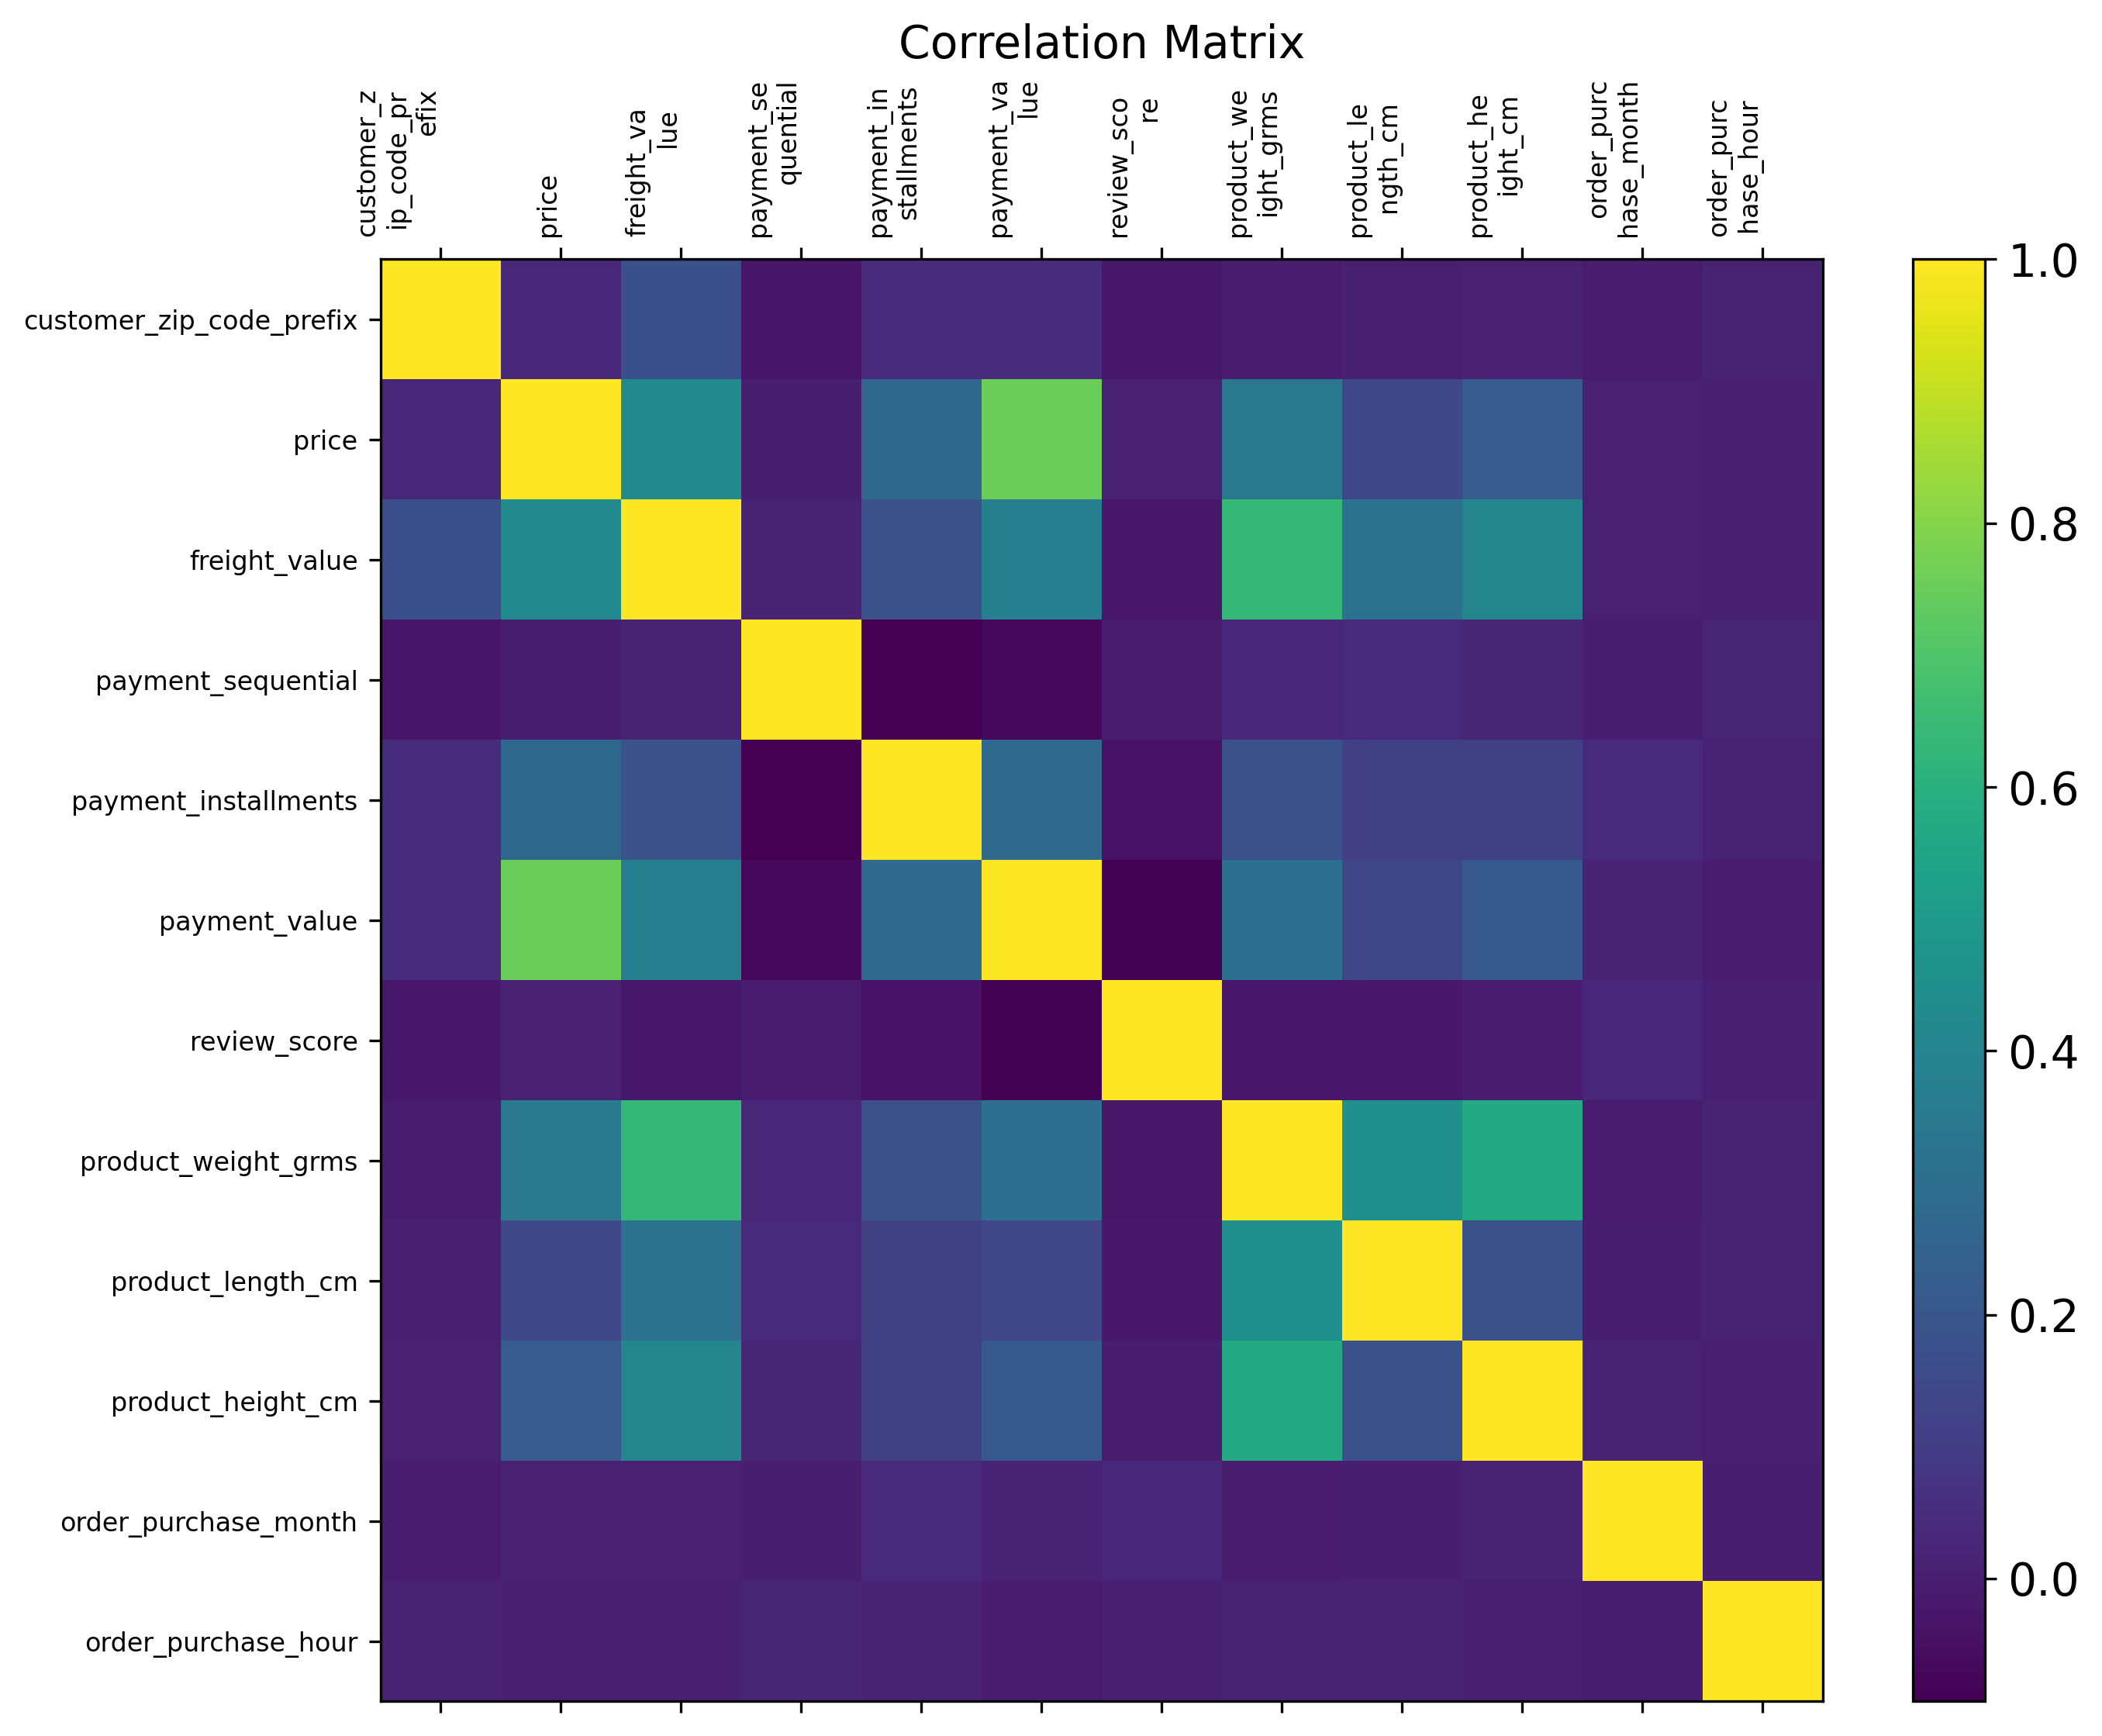 Correlation Matrix
customer_z
ip_code_pr
efix
price
freight_va
lue
payment_se
quential
payment_in
stallments
payment_va
lue
review_sco
re
product_we
ight_grms
product_le
ngth_cm
product_he
ight_cm
order_purc
hase_month
order_purc
hase_hour
customer_zip_code_prefix
price
freight_value
payment_sequential
payment_installments
payment_value
review_score
product_weight_grms
product_length_cm
product_height_cm
order_purchase_month
order_purchase_hour
1.0
0.8
0.6
0.4
0.2
0.0